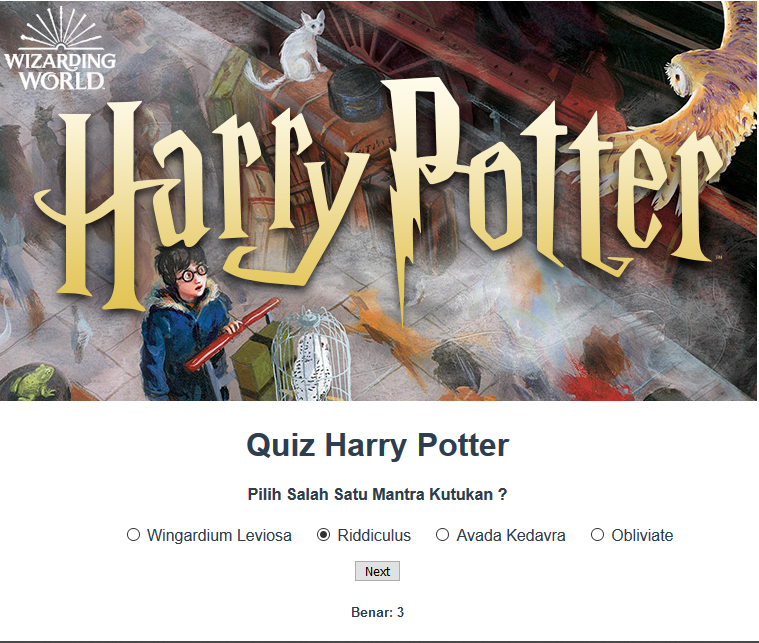 WIZARDING
WORLD
Harry Potter™
Quiz Harry Potter
Pilih Salah Satu Mantra Kutukan ?
Wingardium Leviosa Riddiculus Avada Kedavra Obliviate
Next
Benar: 3